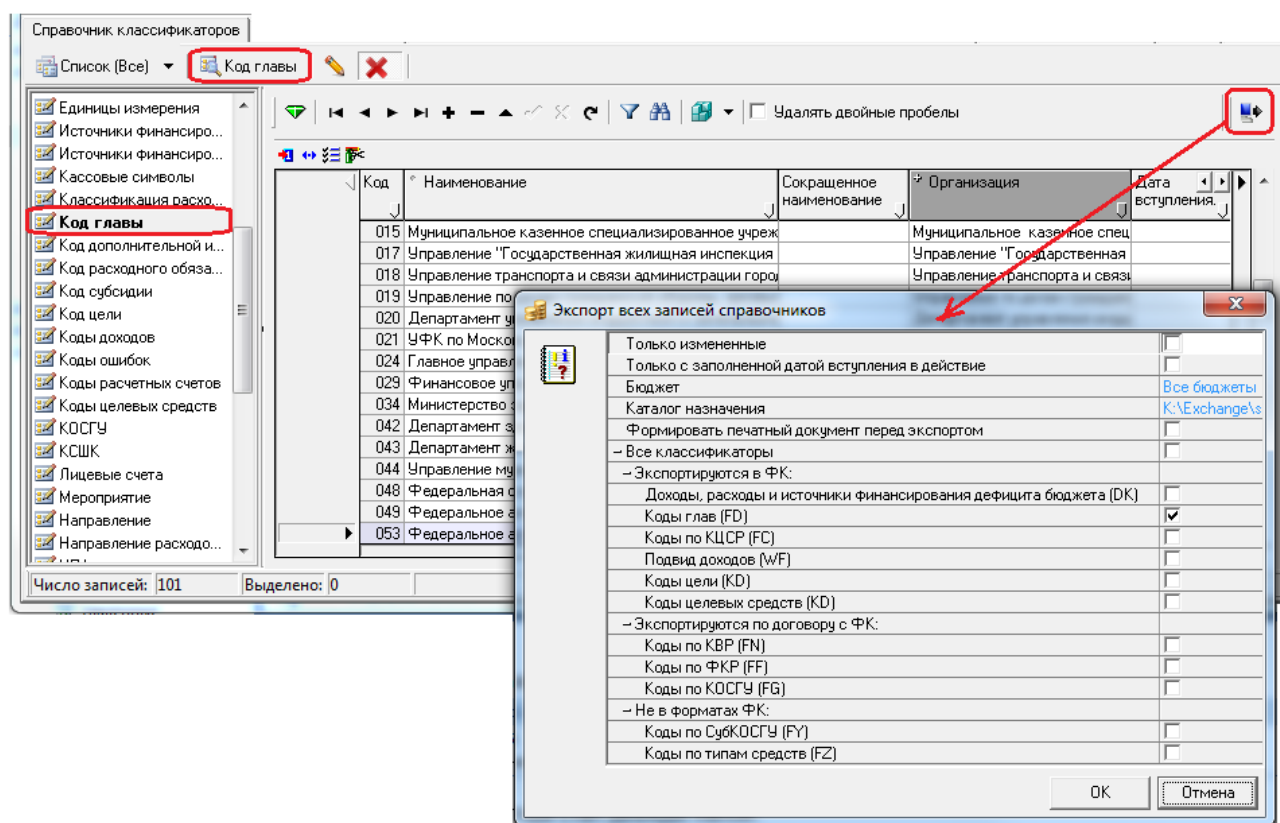 Справочник классификаторов
Список (Все) Код главы
Единицы измерения
Источники финансиро...
Источники финансиро...
Кассовые символы
Классификация расхо...
Код главы
Код дополнительной и...
Код расходного обяза...
Код субсидии
Код цели
Коды доходов
Коды ошибок
Коды расчетных счетов
Коды целевых средств
КОСГУ
КСШК
Лицевые счета
Мероприятие
Направление
Направление расходо...
Удалять двойные пробелы
Код Наименование Сокращенное наименование Организация Дата вступления.
015 Муниципальное казенное специализированное учреж Муниципальное казенное спец
017 Управление "Государственная жилищная инспекция Управление "Государственная
018 Управление транспорта и связи администрации горо Управление транспорта и связи
019 Управление по
020 Департамент
021 УФК по Моско
024 Главное управл
029 Финансовое уп
034 Министерство
042 Департамент
043 Департамент
044 Управление му
048 Федеральная
049 Федеральное
053 Федеральное
Число записей: 101 Выделено: 0
Экспорт всех записей справочников
Только измененные
Только с заполненной датой вступления в действие
Бюджет Все бюджеты
Каталог назначения K:\Exchange\s
Формировать печатный документ перед экспортом
Все классификаторы
Экспортируются в ФК:
Доходы, расходы и источники финансирования дефицита бюджета (DK)
Коды глав (FD)
Коды по КЦСР (FC)
Подвид доходов (WF)
Коды цели (KD)
Коды целевых средств (KD)
Экспортируются по договору с ФК:
Коды по КВР (FN)
Коды по ФКР (FF)
Коды по КОСГУ (FG)
Не в форматах ФК:
Коды по СубКОСГУ (FY)
Коды по типам средств (FZ)
OK Отмена